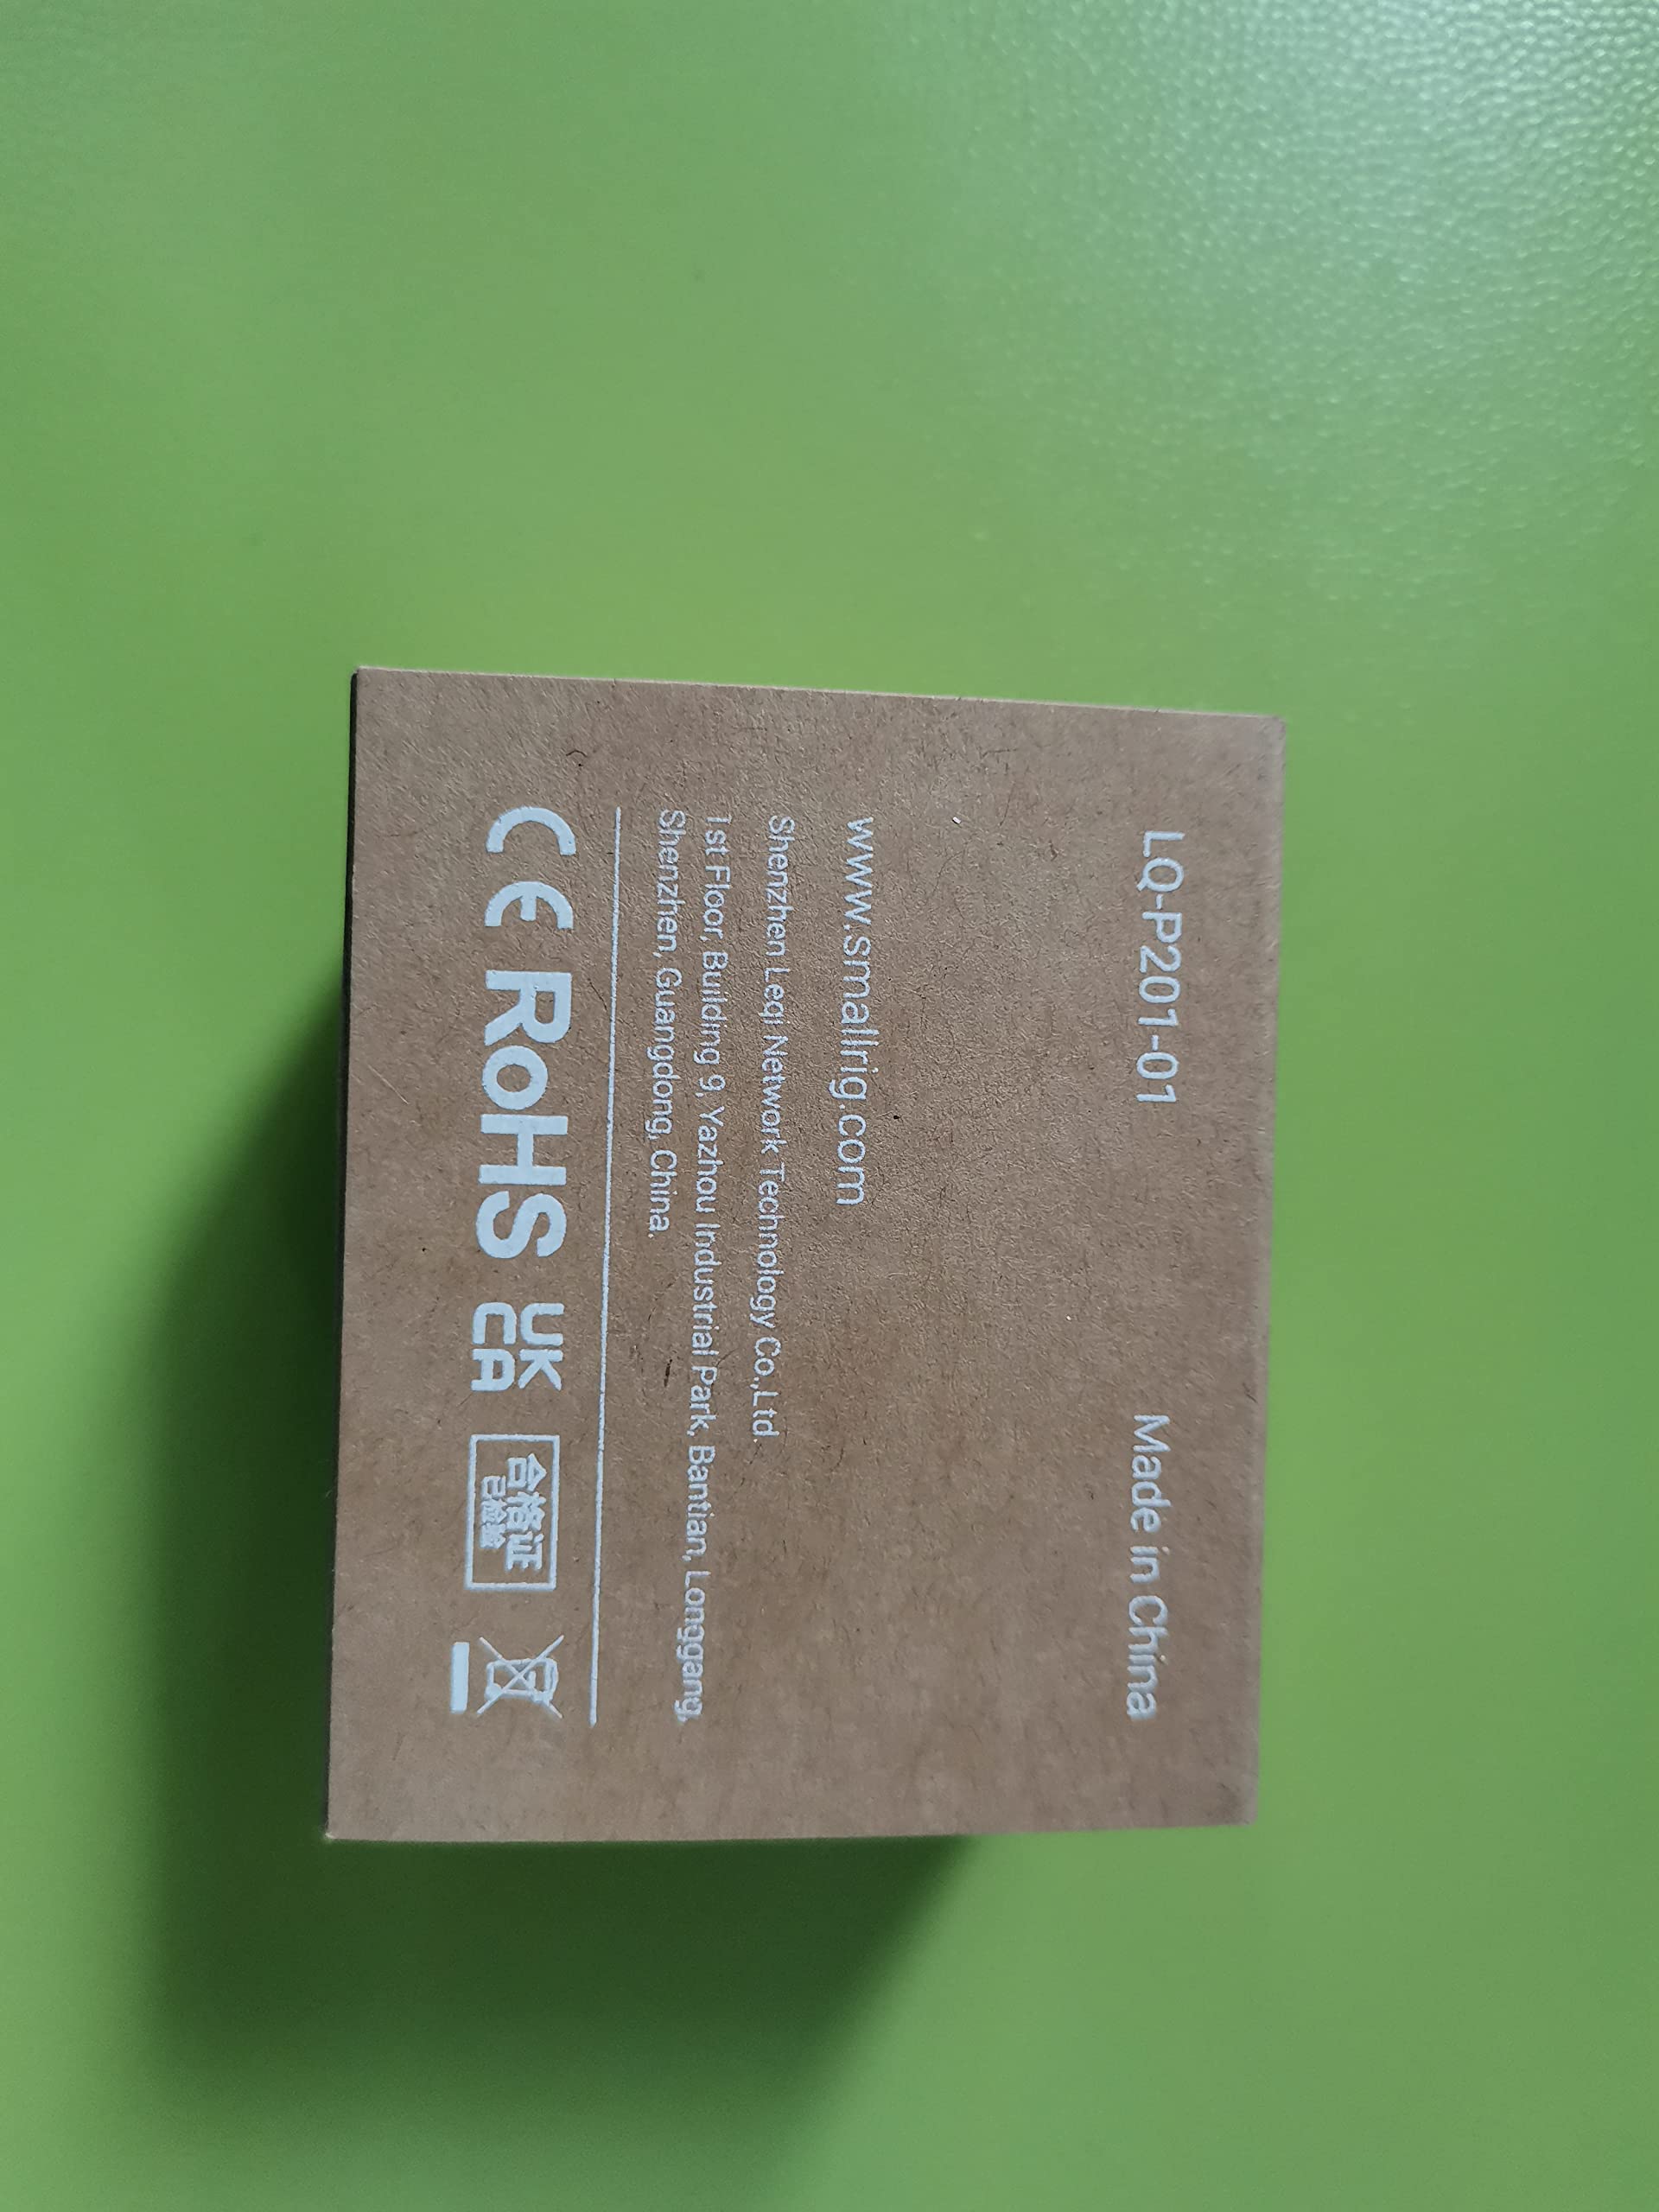 LQ-P201-01 Made in China
www.smallrig.com
Shenzhen Leqi Network Technology Co.,Ltd.
1st Floor, Building 9, Yazhou Industrial Park, Bantian, Longgang,
Shenzhen, Guangdong, China.
CE RoHS UK
CA
合格证
已检验